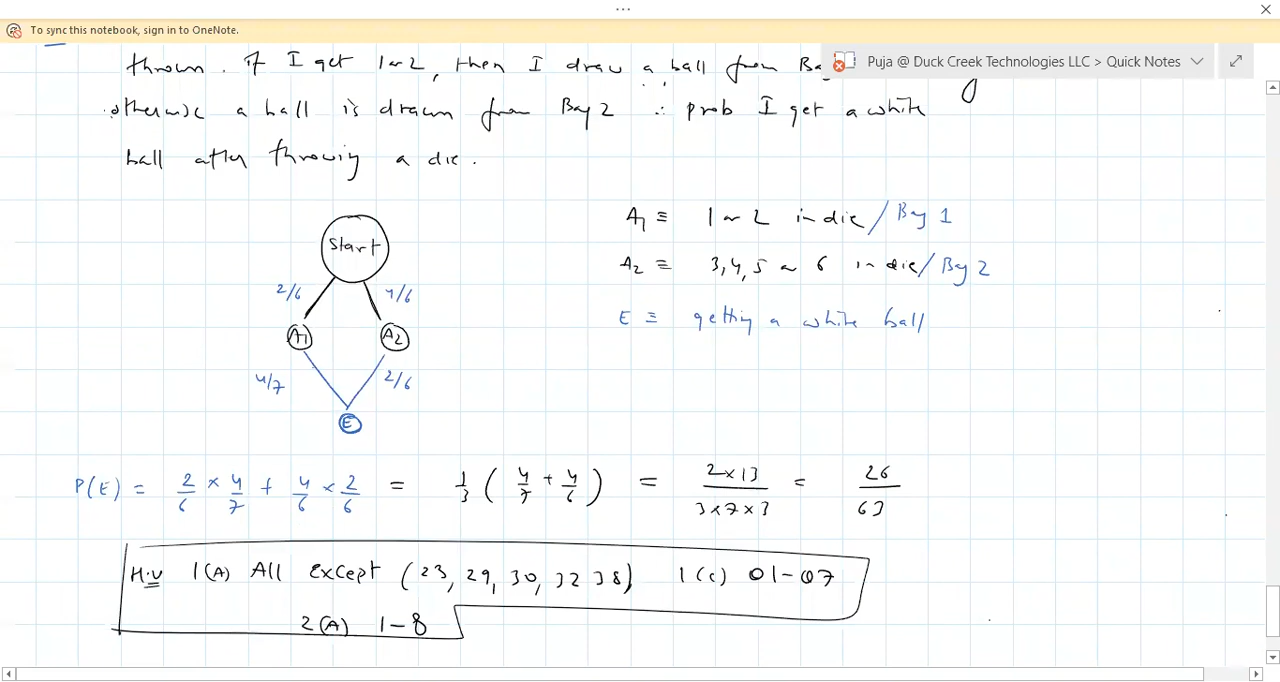 ...
To sync this notebook, sign in to OneNote.
Puja @ Duck Creek Technologies LLC > Quick Notes
thrown. If I get 1 or 2, then I draw a ball from Ba
otherwise a ball is drawn from Bag 2 ∴ prob I get a white
ball after throwing a die.
Start
2/6 4/6
A1 A2
4/7 2/6
E
A1 ≡ 1 or 2 in die / Bag 1
A2 ≡ 3,4,5 or 6 in die / Bag 2
E ≡ getting a white ball
P(E) = 2/6 × 4/7 + 4/6 × 2/6 = 1/3 (4/7 + 4/6) = 2×13/3×7×3 = 26/63
H.W 1(A) All Except (23, 29, 30, 32 38) 1(c) 01-07
2(A) 1-8